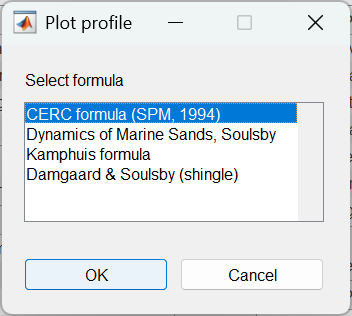 Plot profile
Select formula
CERC formula (SPM, 1994)
Dynamics of Marine Sands, Soulsby
Kamphuis formula
Damgaard & Soulsby (shingle)
OK
Cancel